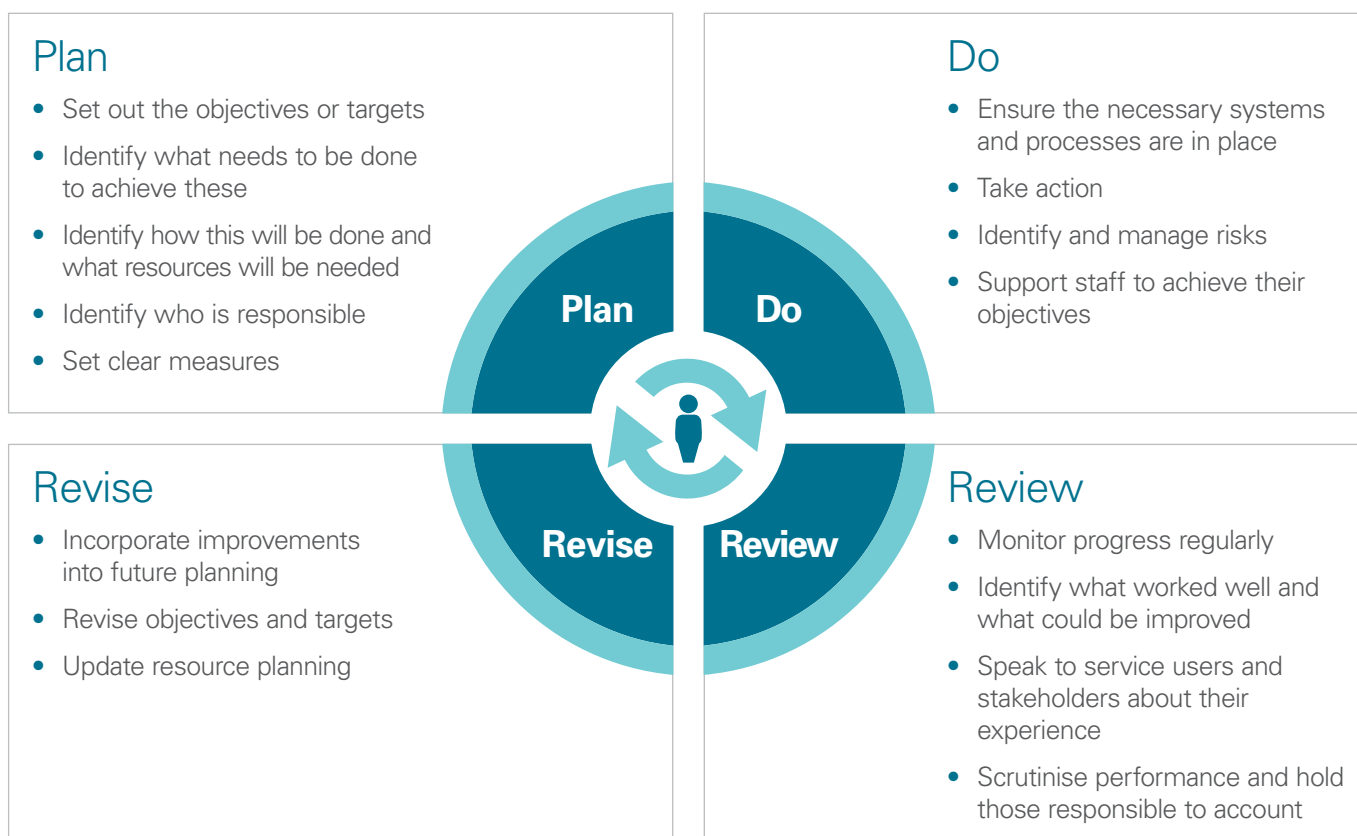 Plan
• Set out the objectives or targets
• Identify what needs to be done
to achieve these
• Identify how this will be done and
what resources will be needed
• Identify who is responsible
• Set clear measures
Do
• Ensure the necessary systems
and processes are in place
• Take action
• Identify and manage risks
• Support staff to achieve their
objectives
Plan
Do
Revise
Review
Revise
• Incorporate improvements
into future planning
• Revise objectives and targets
• Update resource planning
Review
• Monitor progress regularly
• Identify what worked well and
what could be improved
• Speak to service users and
stakeholders about their
experience
• Scrutinise performance and hold
those responsible to account